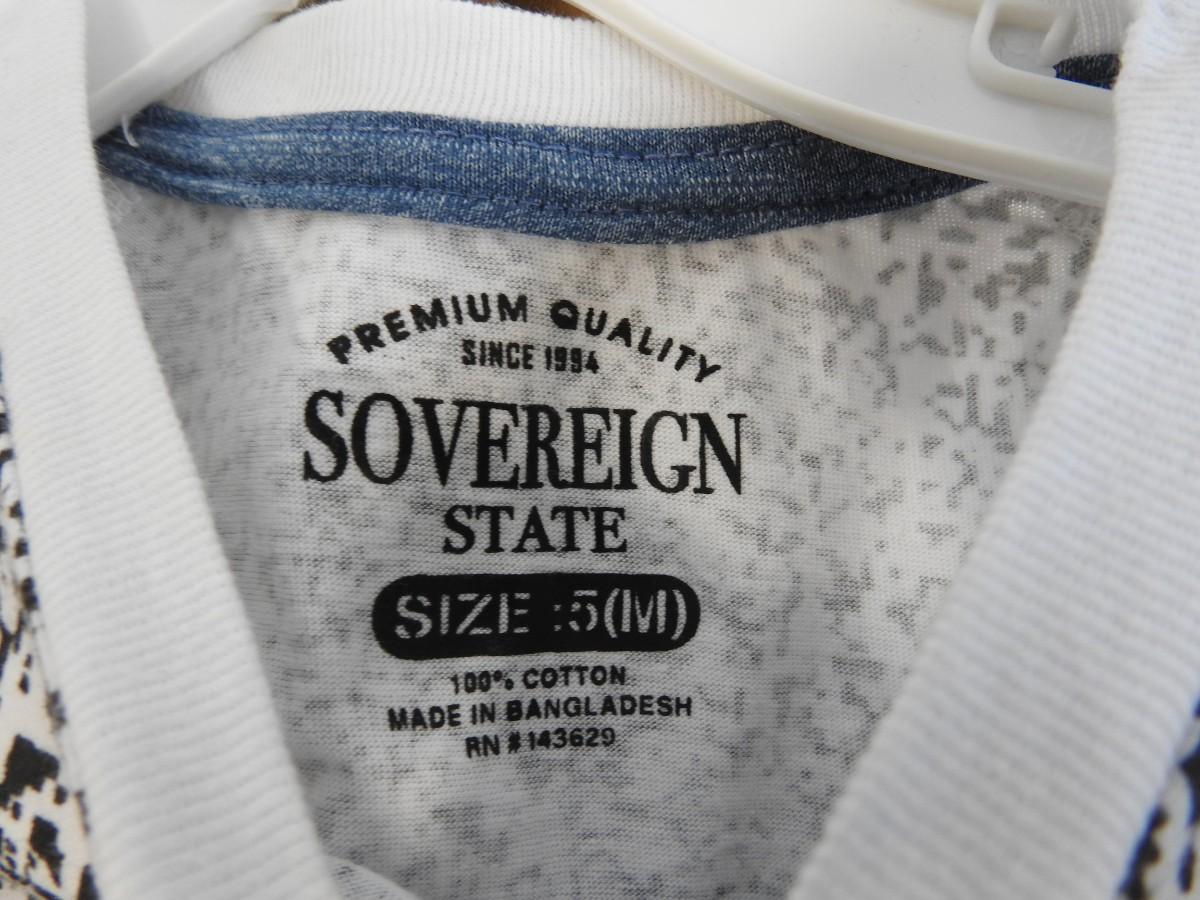 PREMIUM QUALITY
SINCE 1994
SOVEREIGN
STATE
SIZE :5(M)
100% COTTON
MADE IN BANGLADESH
RN # 143629